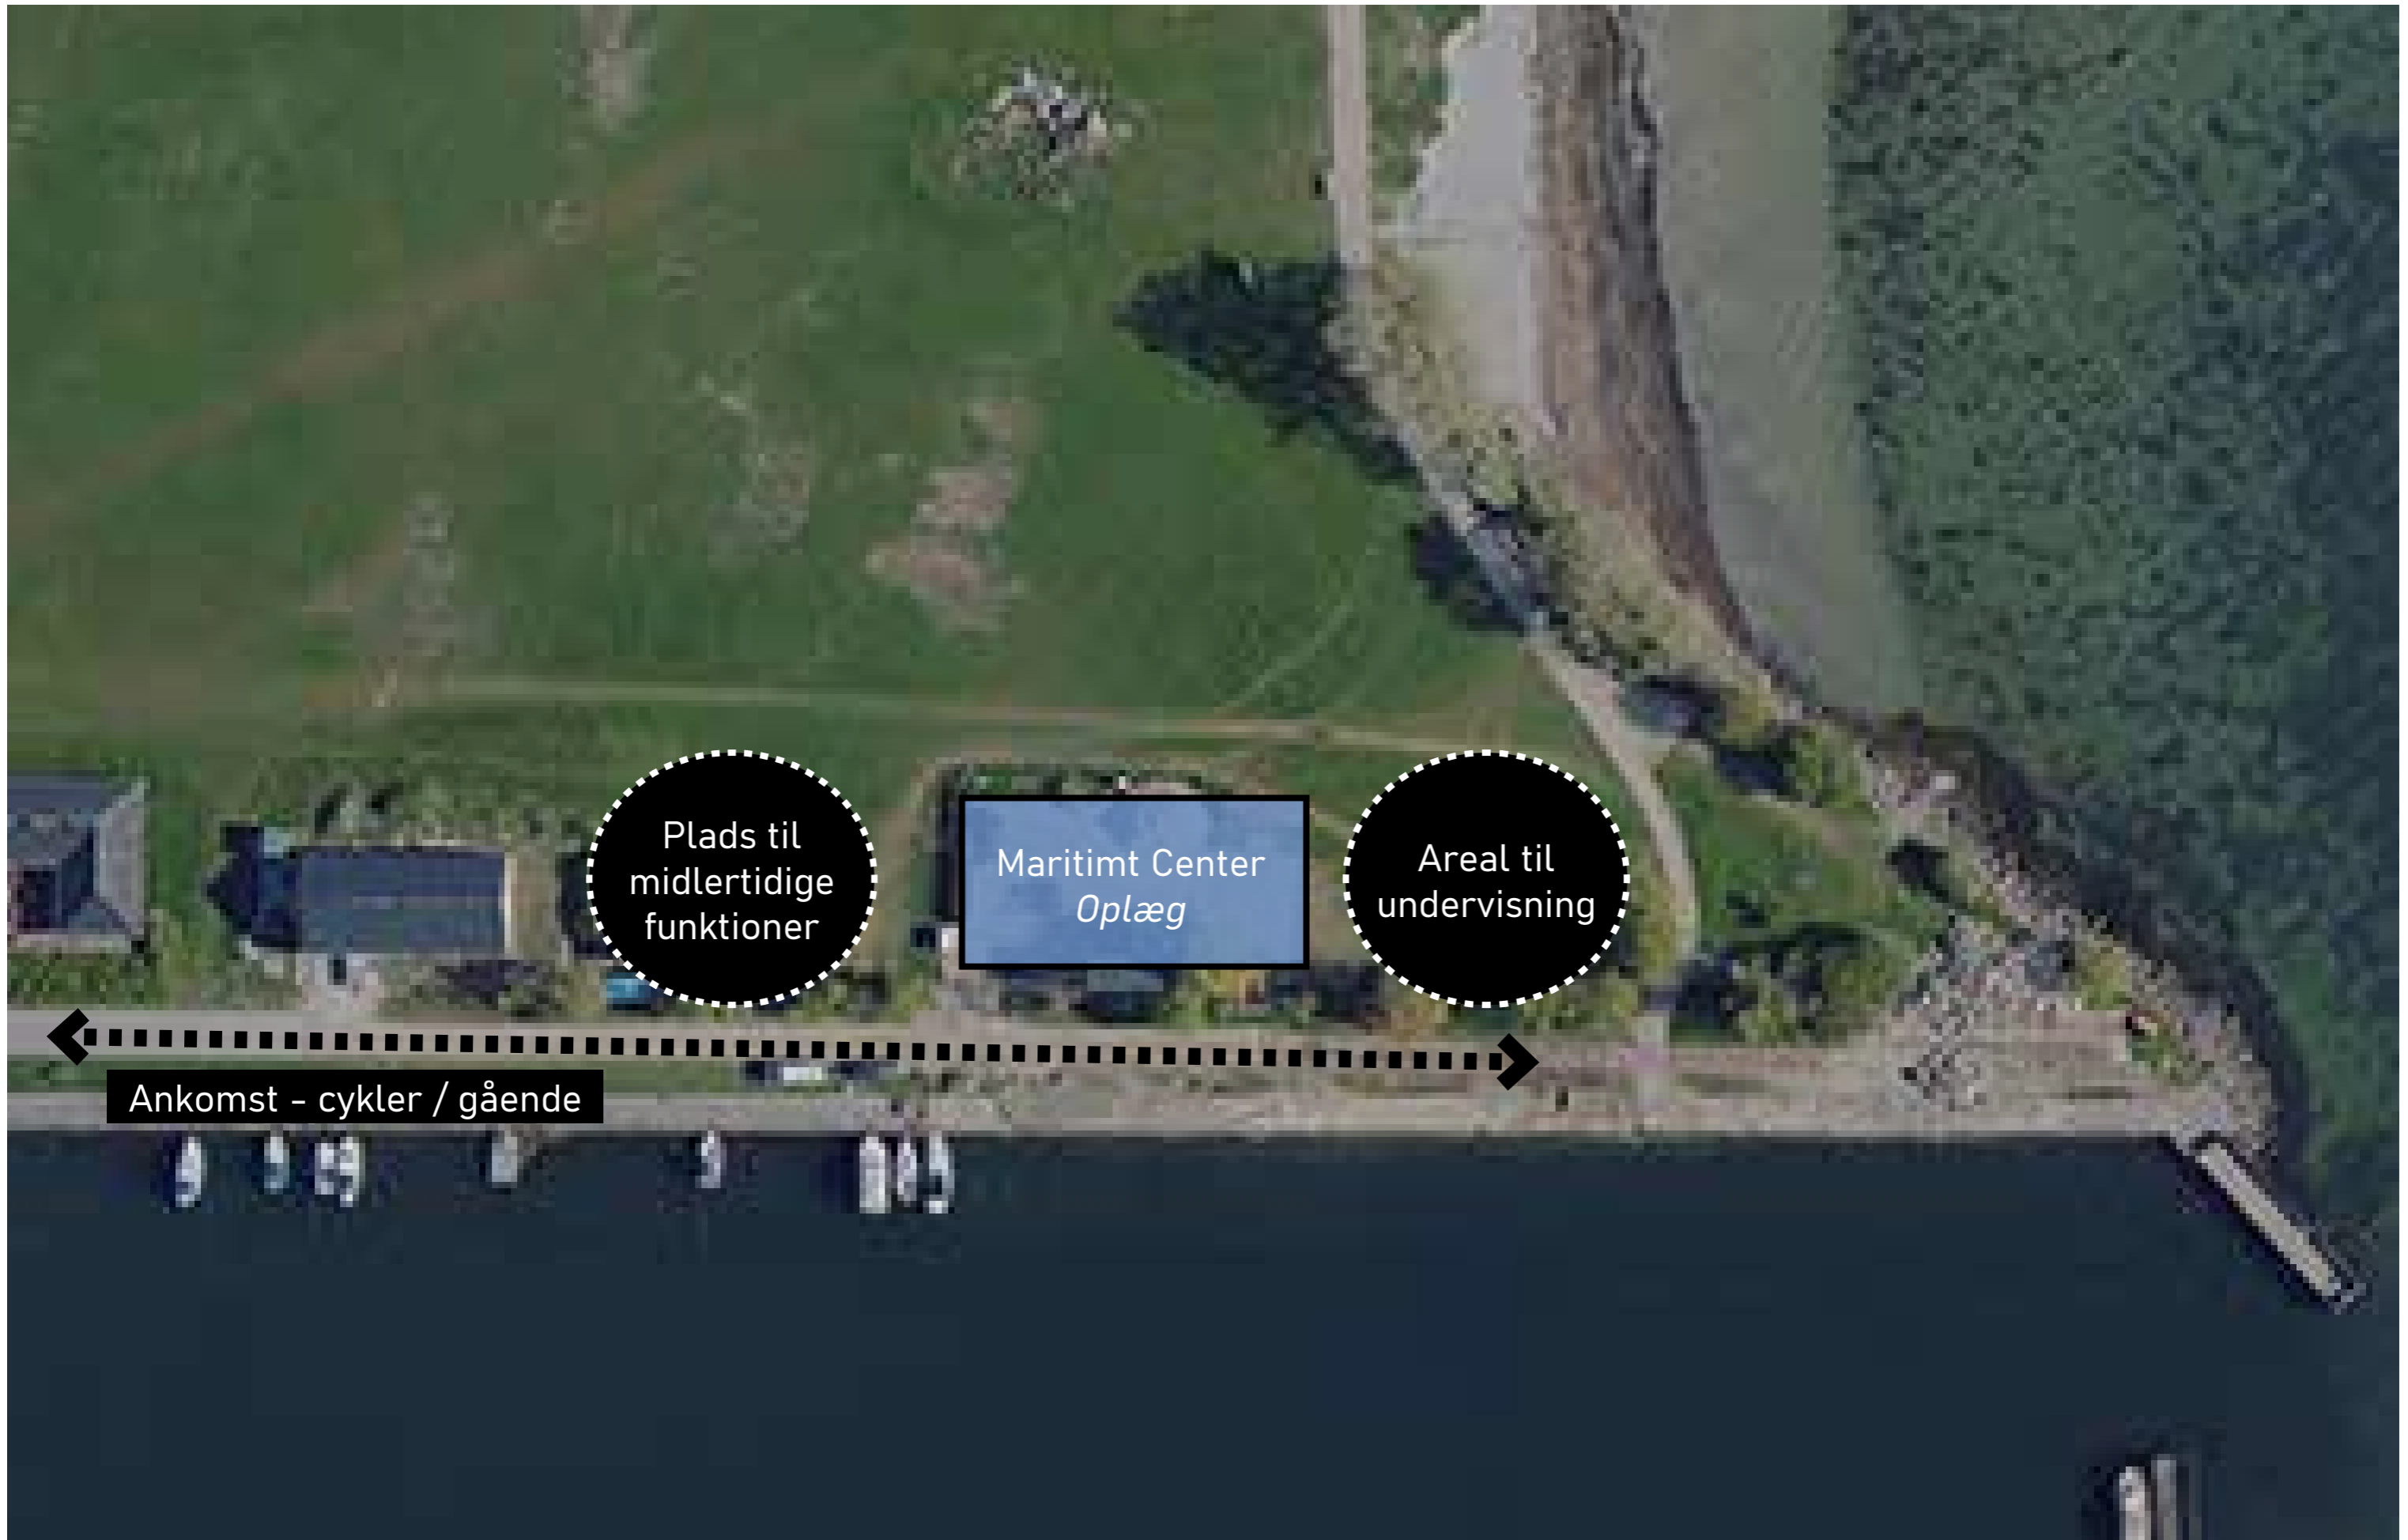 Plads til
midlertidige
funktioner
Maritimt Center
Oplæg
Areal til
undervisning
Ankomst - cykler / gående